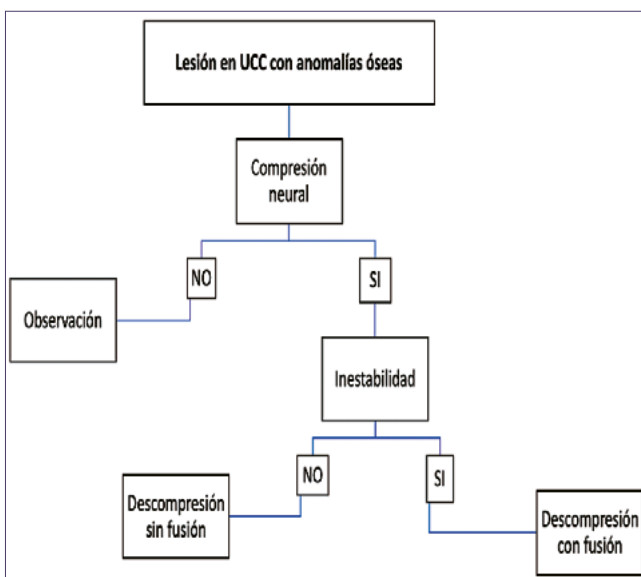 Lesión en UCC con anomalías óseas
Compresión
neural
NO
SI
Observación
Inestabilidad
NO
SI
Descompresión
sin fusión
Descompresión
con fusión